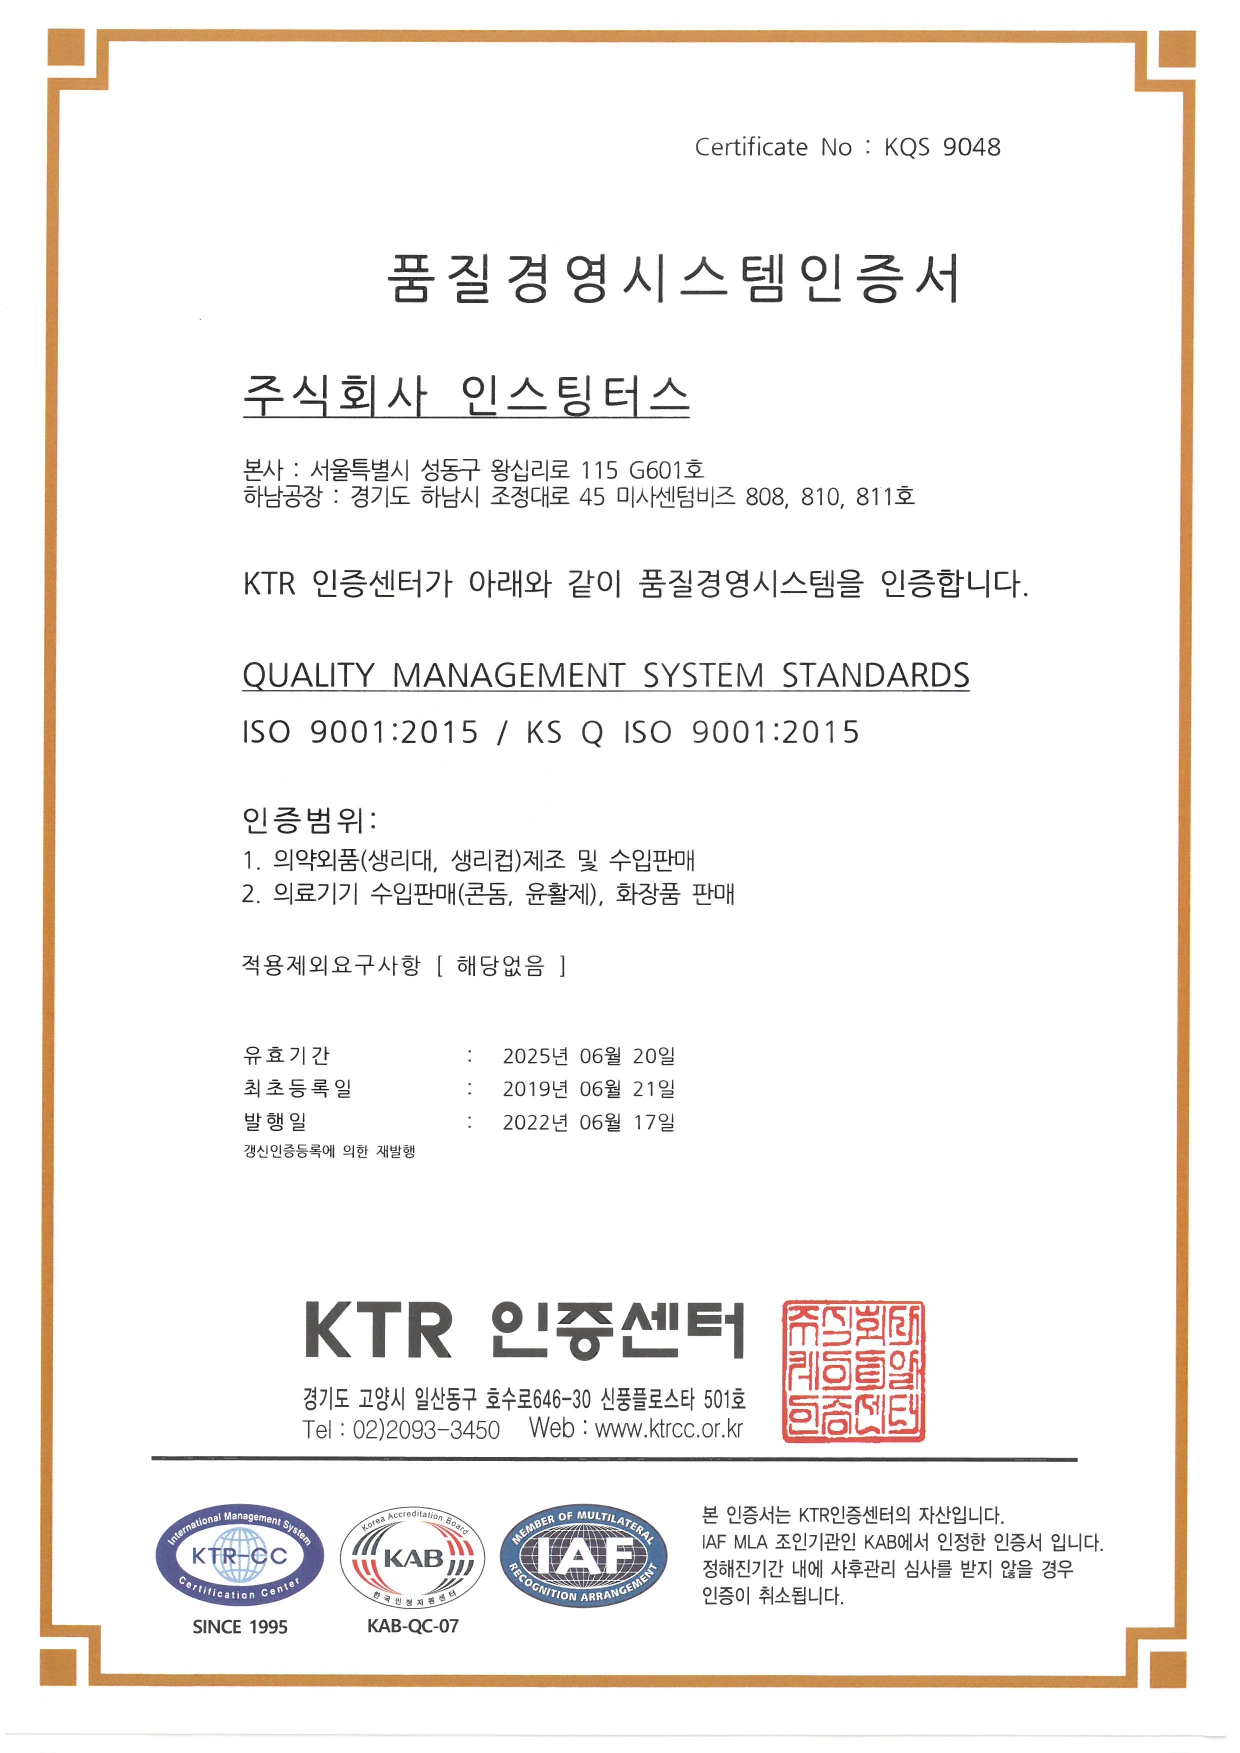 Certificate No : KQS 9048
품질경영시스템인증서
주식회사 인스팅터스
본사 : 서울특별시 성동구 왕십리로 115 G601호
하남공장 : 경기도 하남시 조정대로 45 미사센텀비즈 808, 810, 811호
KTR 인증센터가 아래와 같이 품질경영시스템을 인증합니다.
QUALITY MANAGEMENT SYSTEM STANDARDS
ISO 9001:2015 / KS Q ISO 9001:2015
인증범위:
1. 의약외품(생리대, 생리컵)제조 및 수입판매
2. 의료기기 수입판매(콘돔, 윤활제), 화장품 판매
적용제외요구사항 [ 해당없음 ]
유효기간 : 2025년 06월 20일
최초등록일 : 2019년 06월 21일
발행일 : 2022년 06월 17일
갱신인증등록에 의한 재발행
KTR 인증센터
경기도 고양시 일산동구 호수로646-30 신풍플로스타 501호
Tel : 02)2093-3450 Web : www.ktrcc.or.kr
International Management System
KTR-CC
Certification Center
SINCE 1995
Korea Accreditation Board
KAB
한국인정지원센터
KAB-QC-07
MEMBER OF MULTILATERAL
IAF
RECOGNITION ARRANGEMENT
본 인증서는 KTR인증센터의 자산입니다.
IAF MLA 조인기관인 KAB에서 인정한 인증서 입니다.
정해진기간 내에 사후관리 심사를 받지 않을 경우
인증이 취소됩니다.